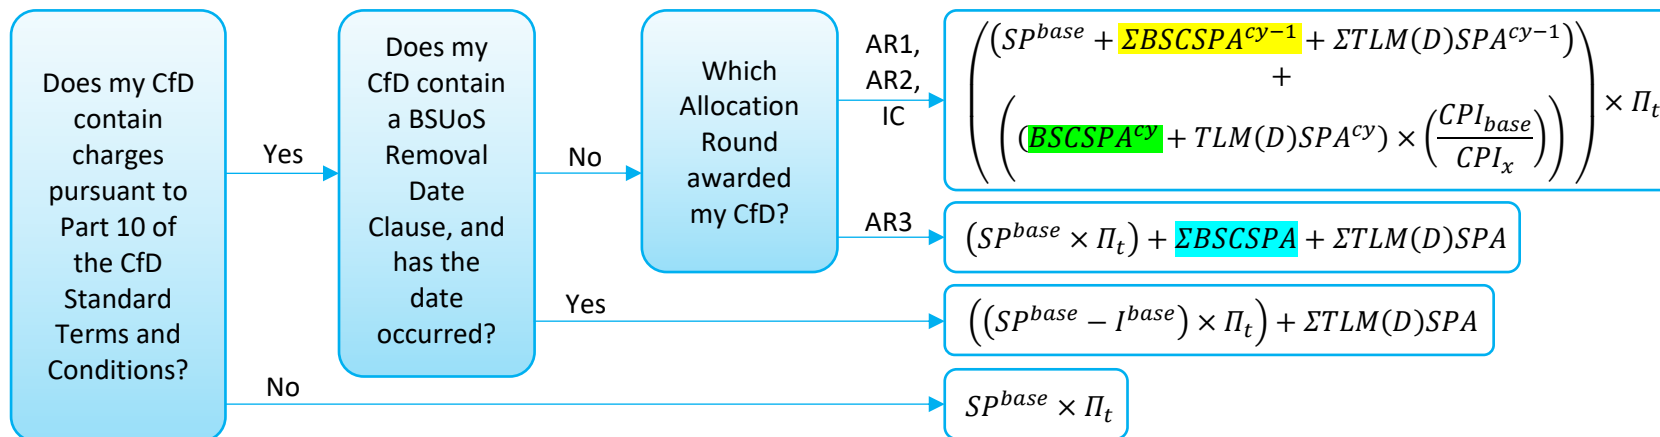 Does my CfD
contain
charges
pursuant to
Part 10 of
the CfD
Standard
Terms and
Conditions?
Yes
No
Does my
CfD contain
a BSUoS
Removal
Date
Clause, and
has the
date
occurred?
No
Yes
Which
Allocation
Round
awarded
my CfD?
AR1,
AR2,
IC
AR3
((SP^{base} + ΣBSCSPA^{cy−1} + ΣTLM(D)SPA^{cy−1})
+
((BSCSPA^{cy} + TLM(D)SPA^{cy}) × (CPI_{base}/CPI_x))) × Π_t
(SP^{base} × Π_t) + ΣBSCSPA + ΣTLM(D)SPA
((SP^{base} − I^{base}) × Π_t) + ΣTLM(D)SPA
SP^{base} × Π_t